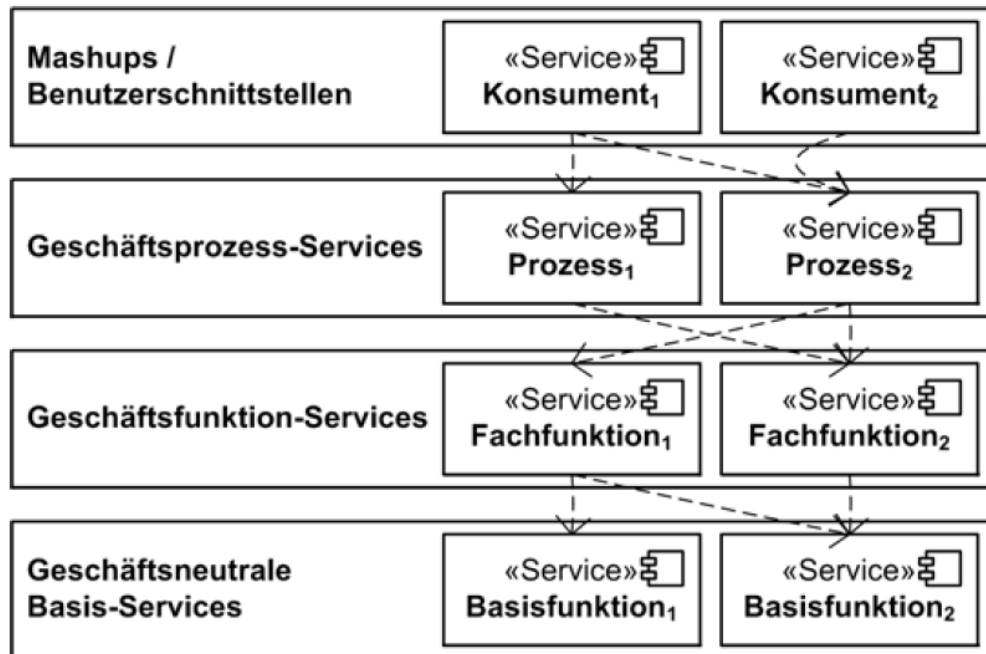 Mashups /
Benutzerschnittstellen
«Service»
Konsument₁
«Service»
Konsument₂
Geschäftsprozess-Services
«Service»
Prozess₁
«Service»
Prozess₂
Geschäftsfunktion-Services
«Service»
Fachfunktion₁
«Service»
Fachfunktion₂
Geschäftsneutrale
Basis-Services
«Service»
Basisfunktion₁
«Service»
Basisfunktion₂